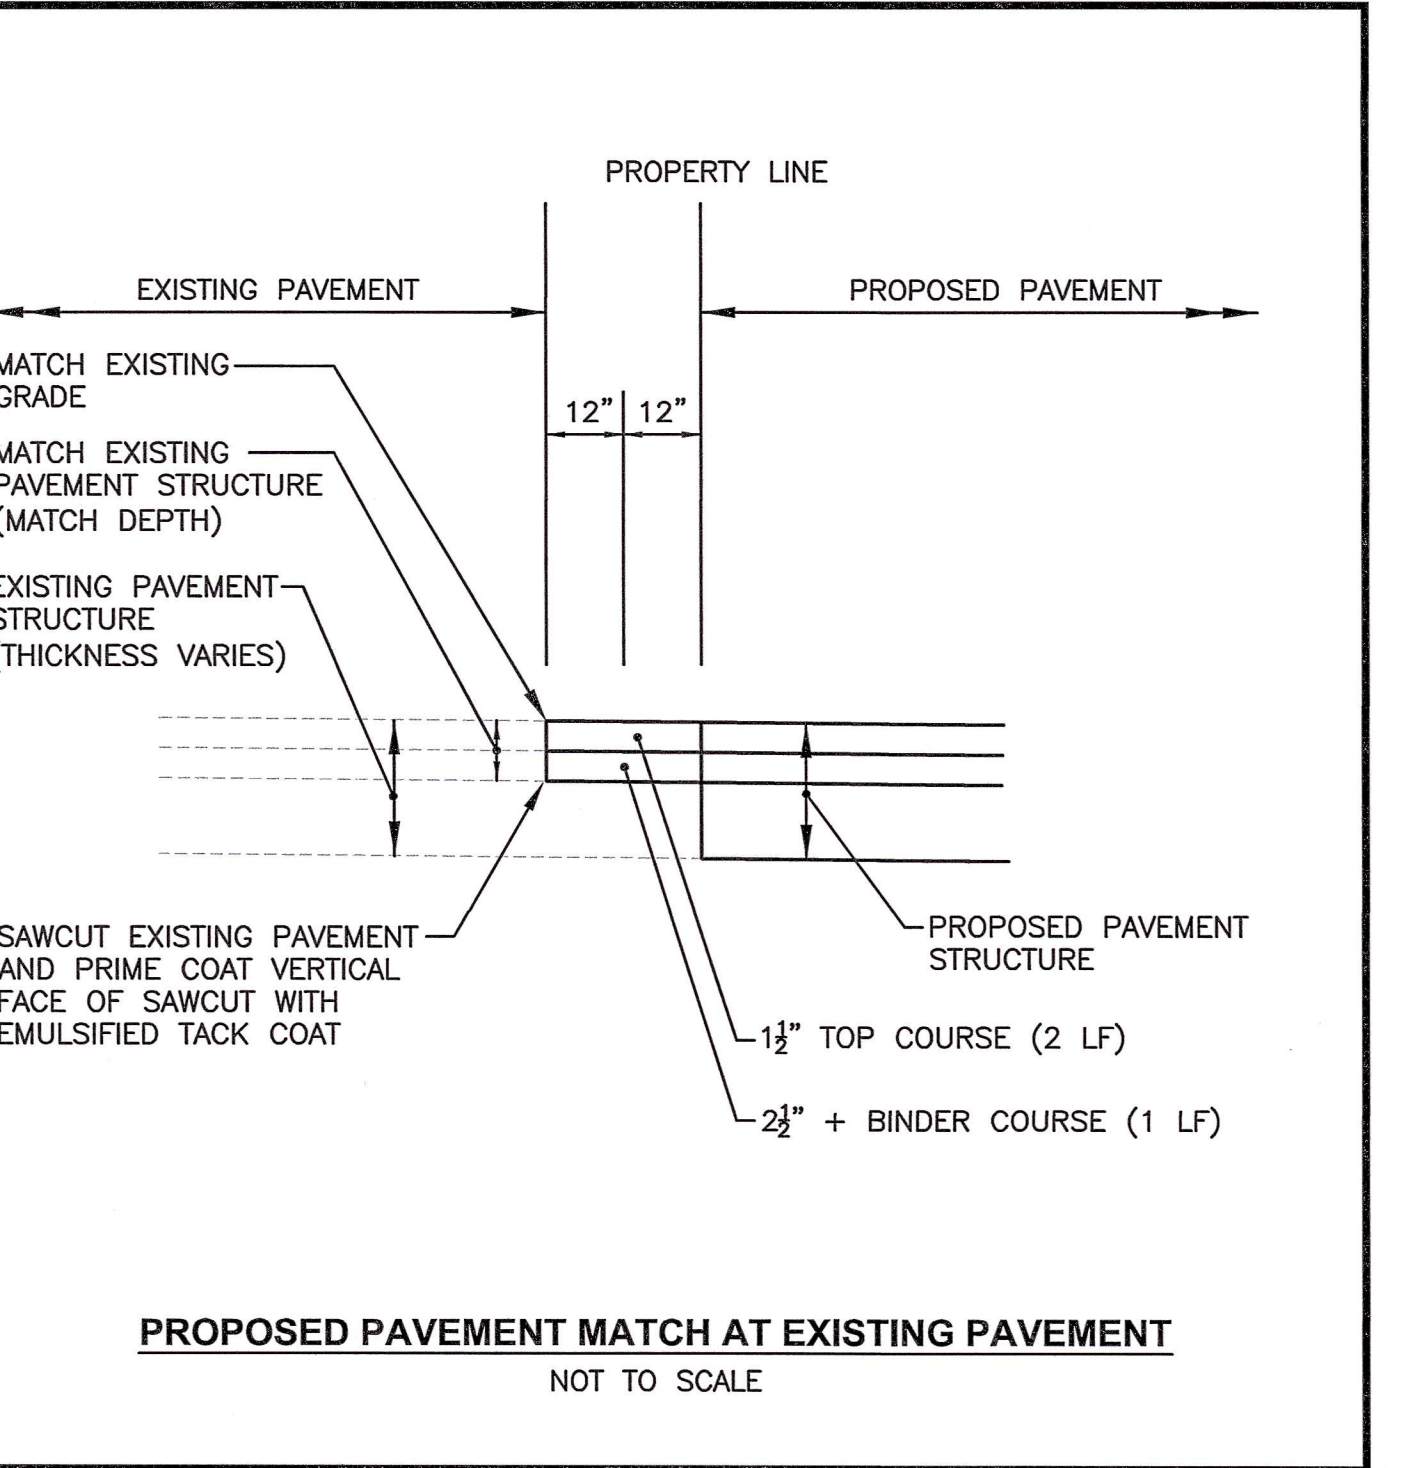 PROPERTY LINE
EXISTING PAVEMENT
PROPOSED PAVEMENT
MATCH EXISTING
GRADE
12" 12"
MATCH EXISTING
PAVEMENT STRUCTURE
(MATCH DEPTH)
EXISTING PAVEMENT
STRUCTURE
(THICKNESS VARIES)
SAWCUT EXISTING PAVEMENT
AND PRIME COAT VERTICAL
FACE OF SAWCUT WITH
EMULSIFIED TACK COAT
PROPOSED PAVEMENT
STRUCTURE
1½" TOP COURSE (2 LF)
2½" + BINDER COURSE (1 LF)
PROPOSED PAVEMENT MATCH AT EXISTING PAVEMENT
NOT TO SCALE